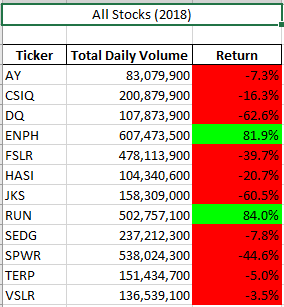 All Stocks (2018)
Ticker Total Daily Volume Return
AY 83,079,900 -7.3%
CSIQ 200,879,900 -16.3%
DQ 107,873,900 -62.6%
ENPH 607,473,500 81.9%
FSLR 478,113,900 -39.7%
HASI 104,340,600 -20.7%
JKS 158,309,000 -60.5%
RUN 502,757,100 84.0%
SEDG 237,212,300 -7.8%
SPWR 538,024,300 -44.6%
TERP 151,434,700 -5.0%
VSLR 136,539,100 -3.5%